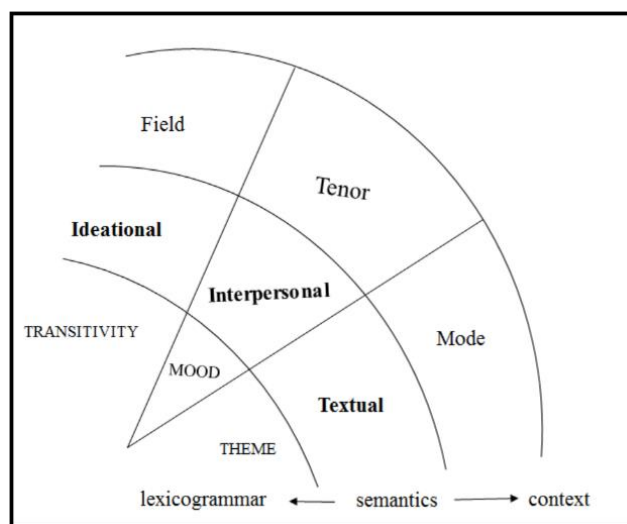 Field
Tenor
Ideational
Interpersonal
TRANSITIVITY
Mode
MOOD
Textual
THEME
lexicogrammar semantics context